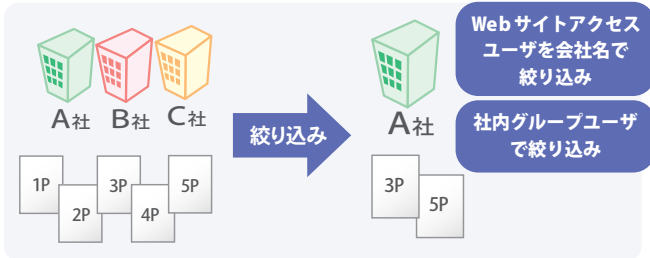 A社 B社 C社
1P
2P
3P
4P
5P
絞り込み
A社
3P
5P
Webサイトアクセス
ユーザを会社名で
絞り込み
社内グループユーザ
で絞り込み